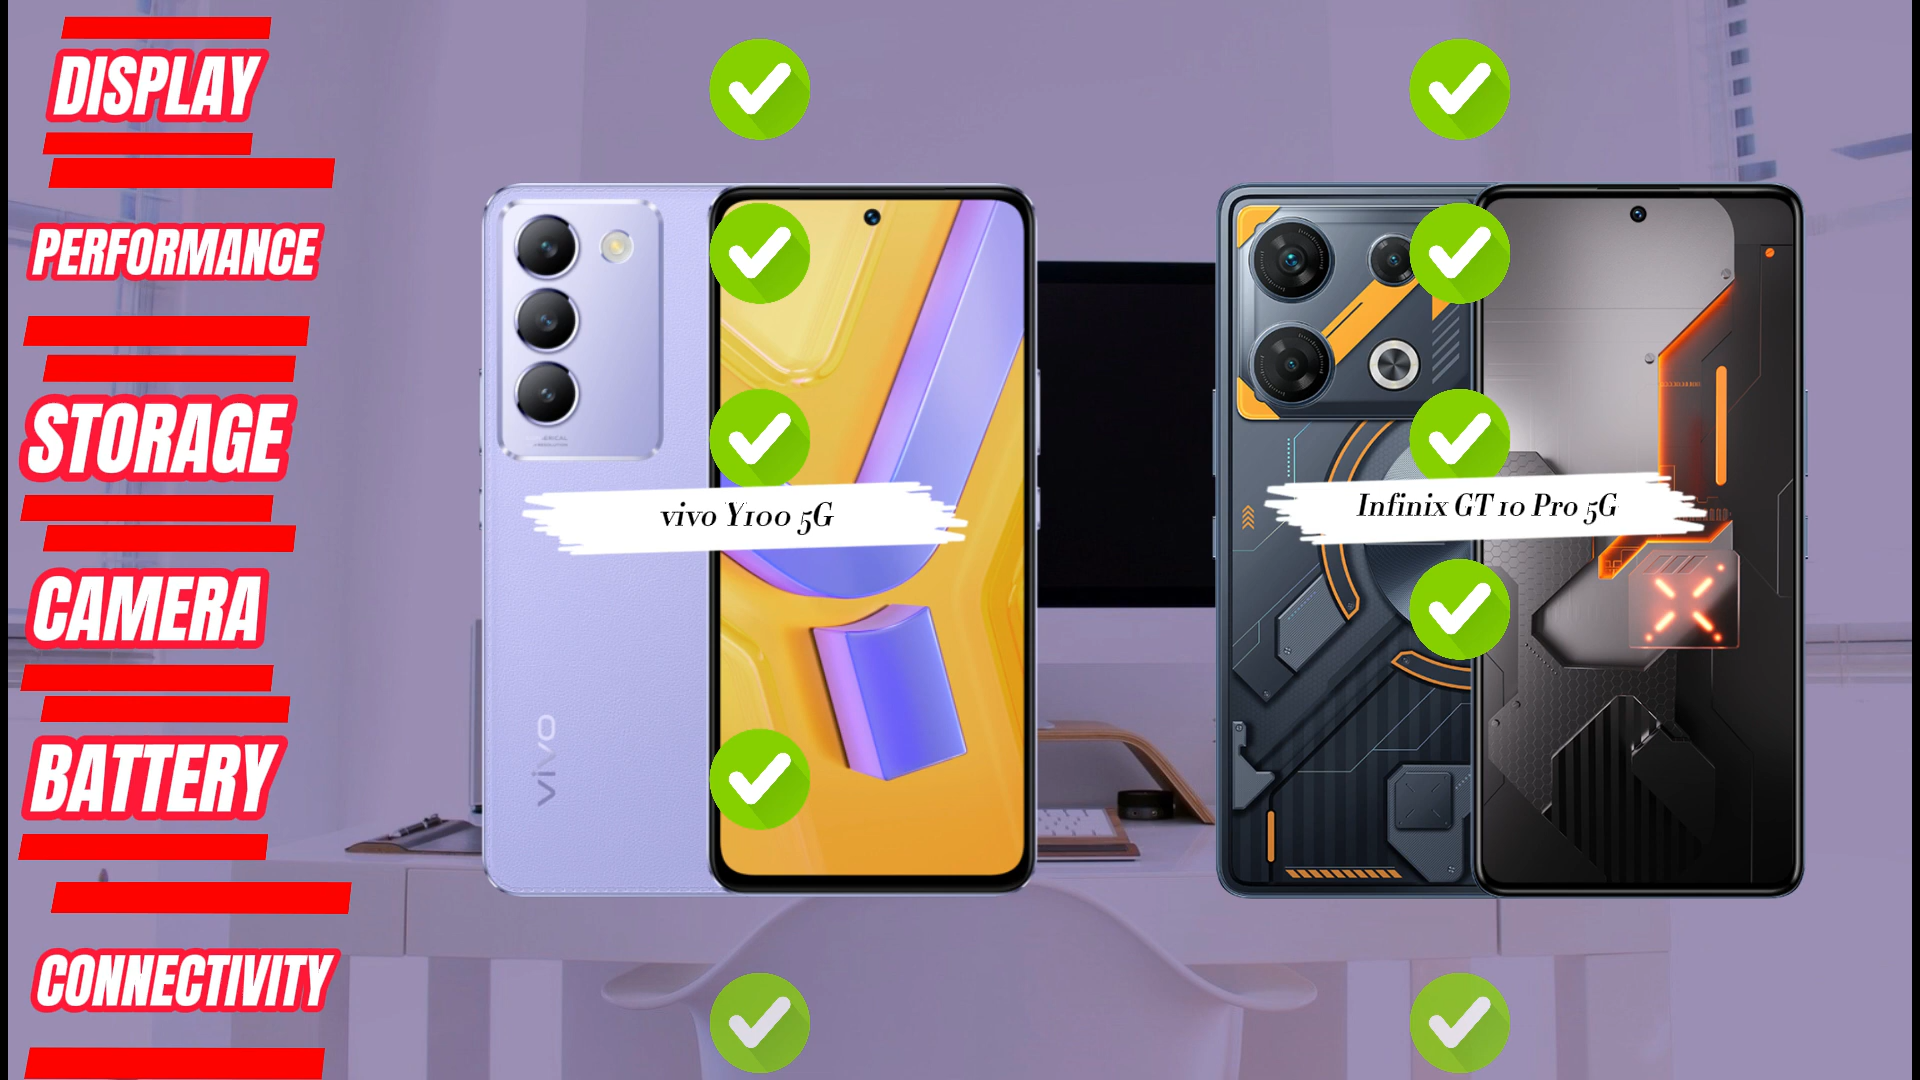 DISPLAY
PERFORMANCE
STORAGE
CAMERA
BATTERY
CONNECTIVITY
vivo Y100 5G
Infinix GT 10 Pro 5G
vivo